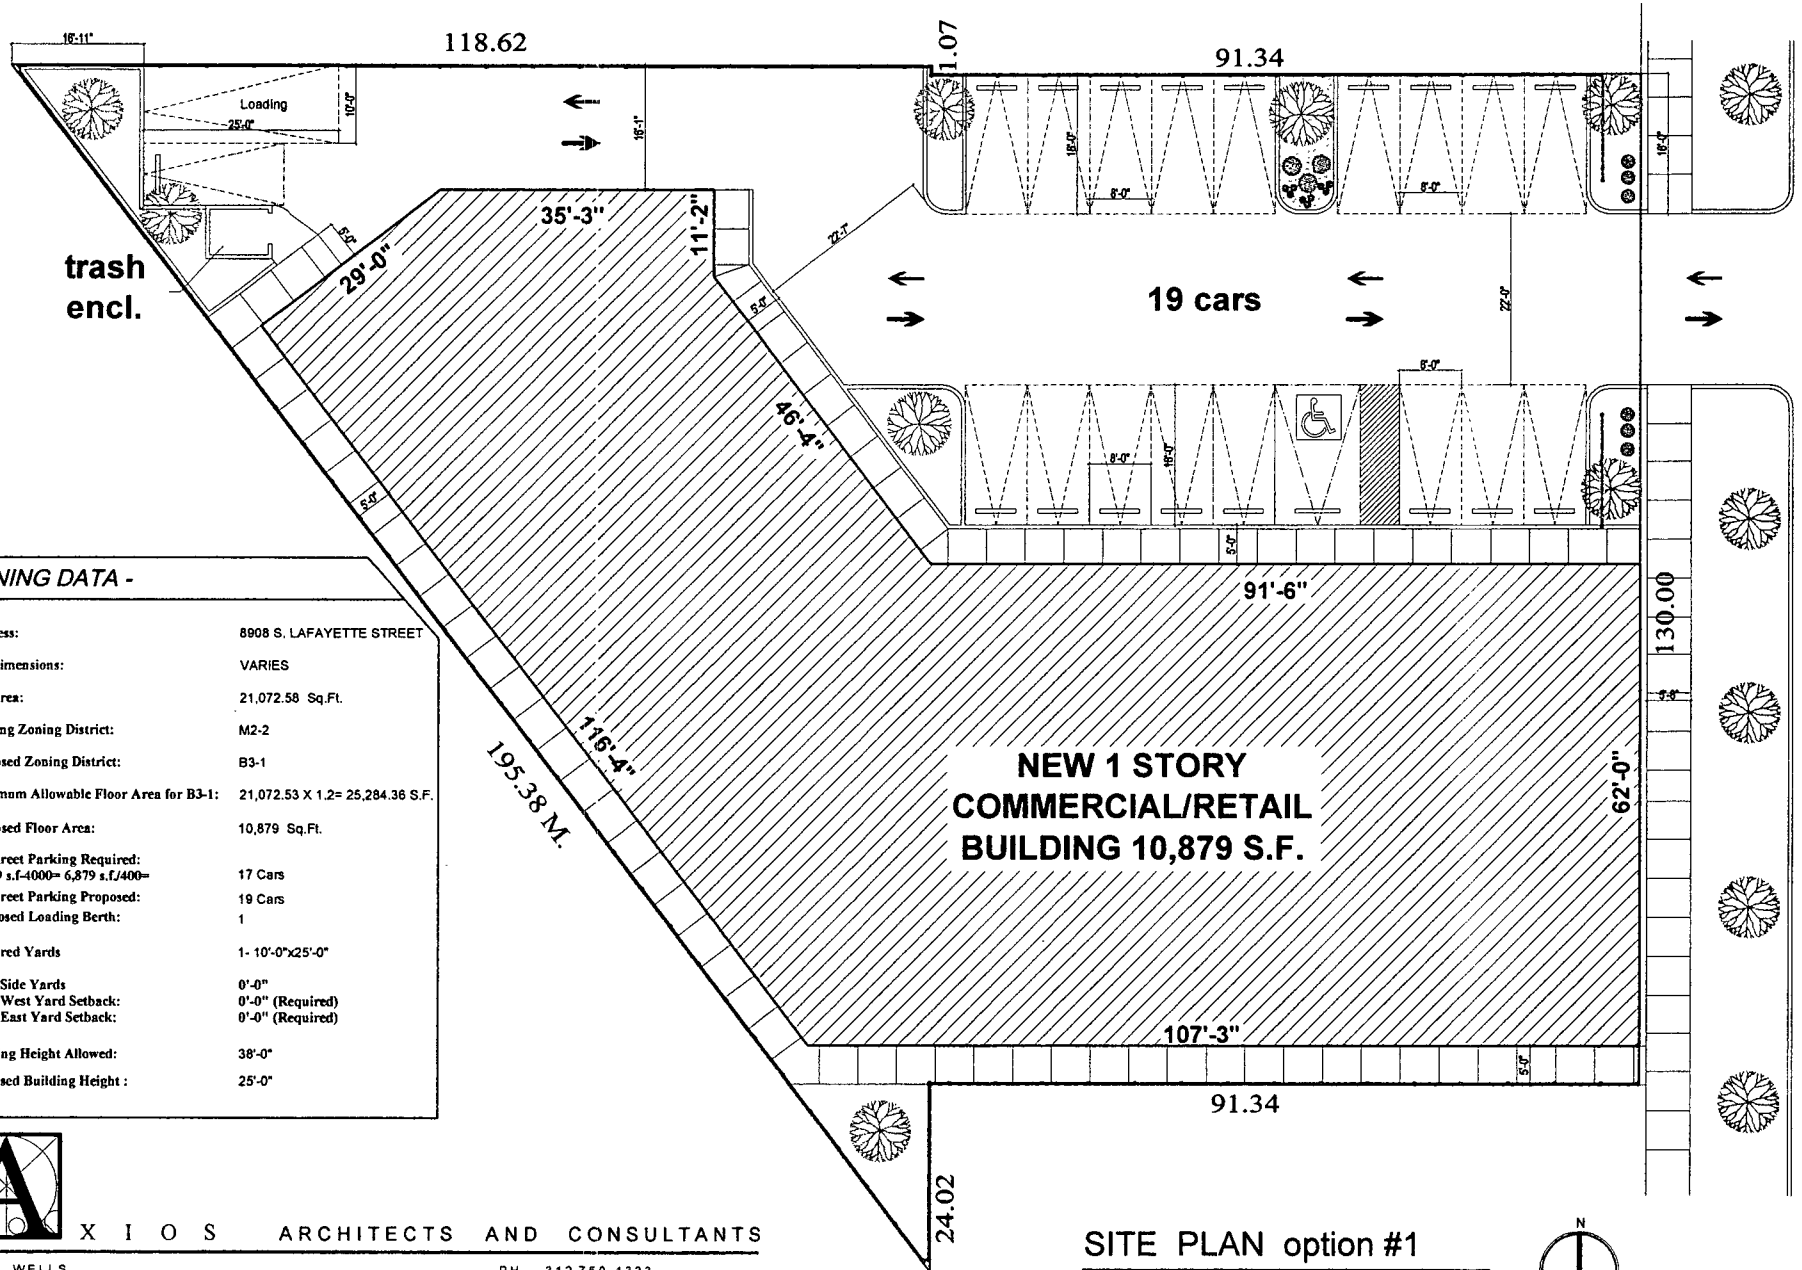 16'-11"
118.62
1.07
91.34
Loading
25'-0"
10'-0"
16'-1"
18'-0"
8'-0"
8'-0"
16'-0"
35'-3"
11'-2"
29'-0"
5'-0"
22'-7"
trash
encl.
5'-0"
19 cars
22'-0"
46'-4"
8'-0"
18'-0"
8'-0"
5'-0"
5'-0"
91'-6"
130.00
5'-8"
116'-4"
195.38 M.
NEW 1 STORY
COMMERCIAL/RETAIL
BUILDING 10,879 S.F.
62'-0"
107'-3"
5'-0"
91.34
24.02
NING DATA -
ess: 8908 S. LAFAYETTE STREET
imensions: VARIES
rea: 21,072.58 Sq.Ft.
ng Zoning District: M2-2
sed Zoning District: B3-1
mum Allowable Floor Area for B3-1: 21,072.53 X 1.2= 25,284.36 S.F.
sed Floor Area: 10,879 Sq.Ft.
reet Parking Required:
9 s.f-4000= 6,879 s.f./400= 17 Cars
reet Parking Proposed: 19 Cars
osed Loading Berth: 1
red Yards 1- 10'-0"x25'-0"
Side Yards 0'-0"
West Yard Setback: 0'-0" (Required)
East Yard Setback: 0'-0" (Required)
ng Height Allowed: 38'-0"
sed Building Height : 25'-0"
A X I O S ARCHITECTS AND CONSULTANTS
WELLS
SITE PLAN option #1
N